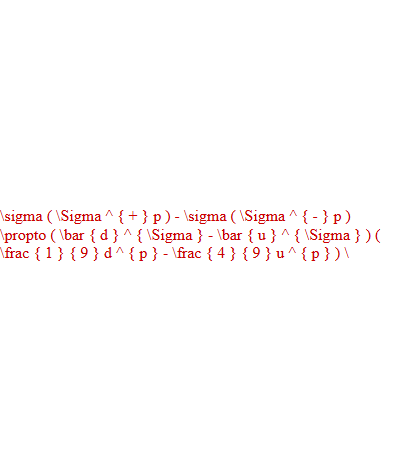 \sigma ( \Sigma ^ { + } p ) - \sigma ( \Sigma ^ { - } p )
\propto ( \bar { d } ^ { \Sigma } - \bar { u } ^ { \Sigma } ) (
\frac { 1 } { 9 } d ^ { p } - \frac { 4 } { 9 } u ^ { p } ) \